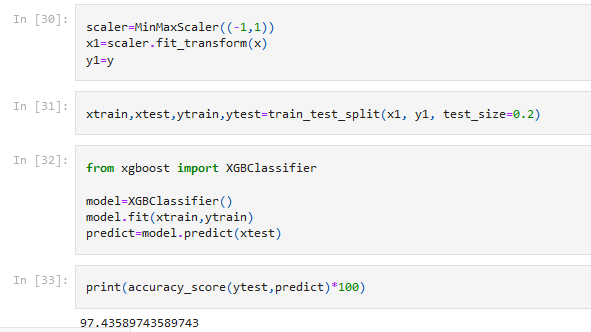 In [30]:
scaler=MinMaxScaler((-1,1))
x1=scaler.fit_transform(x)
y1=y
In [31]:
xtrain,xtest,ytrain,ytest=train_test_split(x1, y1, test_size=0.2)
In [32]:
from xgboost import XGBClassifier
model=XGBClassifier()
model.fit(xtrain,ytrain)
predict=model.predict(xtest)
In [33]:
print(accuracy_score(ytest,predict)*100)
97.43589743589743